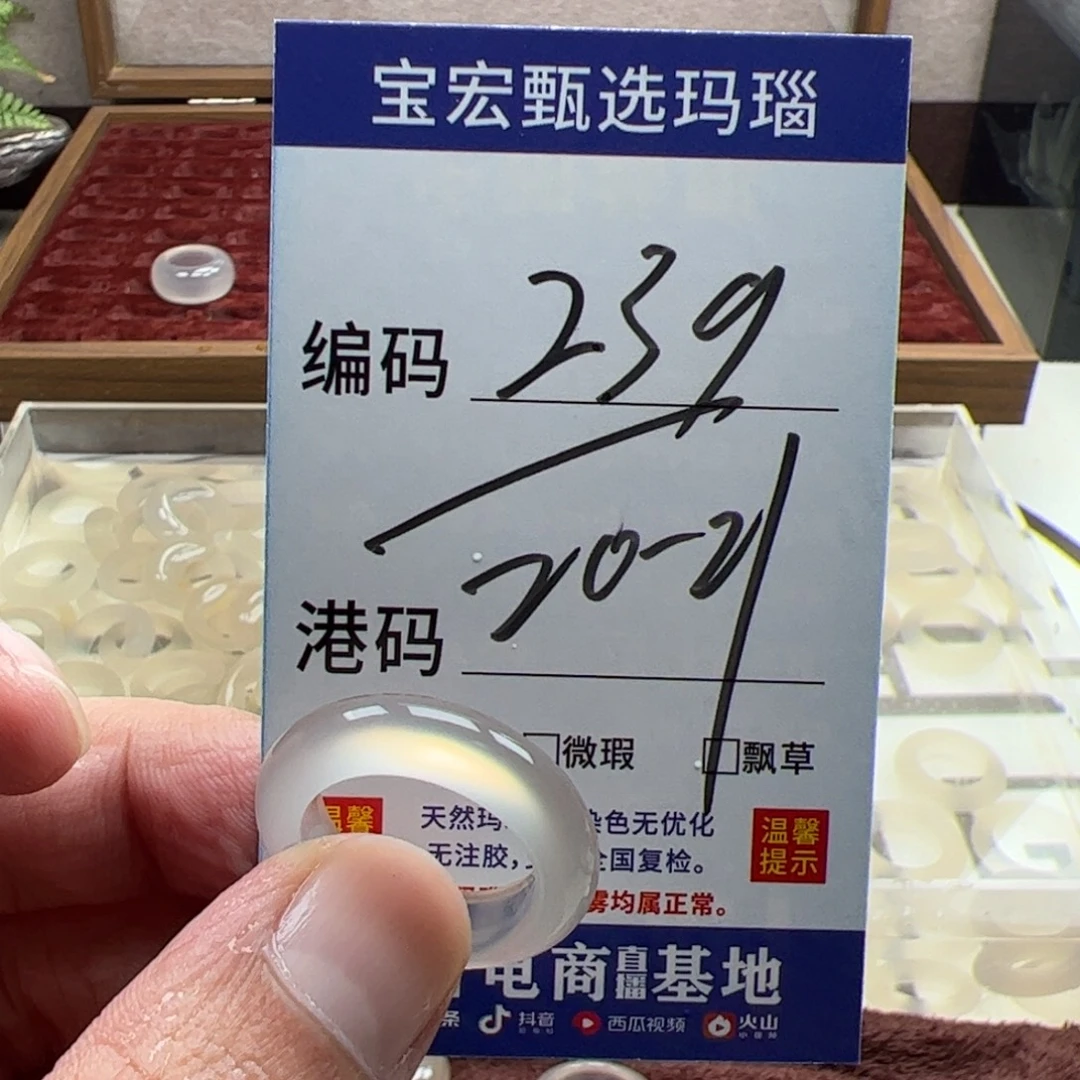 宝宏甄选玛瑙
编码 239
港码 20-21
微瑕 飘草
温馨 天然玛 染色无优化 温馨提示
无注胶, 全国复检。
雾均属正常。
电商直播基地
条 抖音 西瓜视频 火山